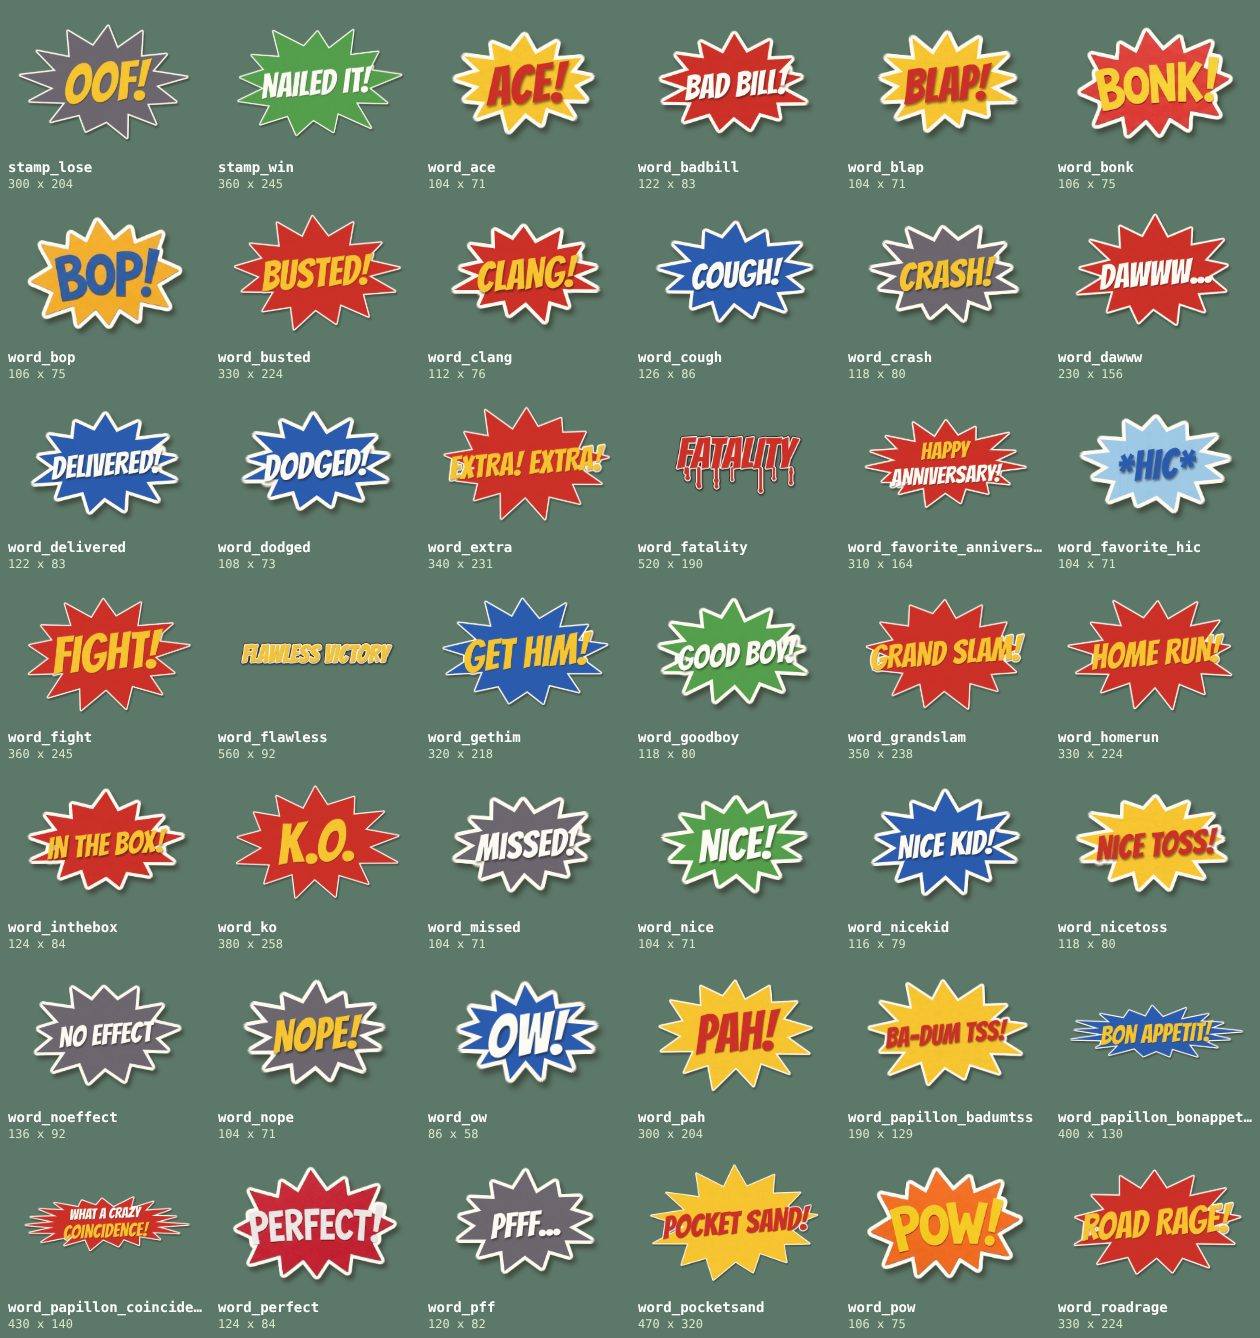 OOF!
NAILED IT!
ACE!
BAD BILL!
BLAP!
BONK!
stamp_lose
stamp_win
word_ace
word_badbill
word_blap
word_bonk
300 x 204
360 x 245
104 x 71
122 x 83
104 x 71
106 x 75
BOP!
BUSTED!
CLANG!
COUGH!
CRASH!
DAWWW...
word_bop
word_busted
word_clang
word_cough
word_crash
word_dawww
106 x 75
330 x 224
112 x 76
126 x 86
118 x 80
230 x 156
DELIVERED!
DODGED!
EXTRA! EXTRA!
FATALITY
HAPPY
ANNIVERSARY!
*HIC*
word_delivered
word_dodged
word_extra
word_fatality
word_favorite_annivers…
word_favorite_hic
122 x 83
108 x 73
340 x 231
520 x 190
310 x 164
104 x 71
FIGHT!
FLAWLESS VICTORY
GET HIM!
GOOD BOY!
GRAND SLAM!
HOME RUN!
word_fight
word_flawless
word_gethim
word_goodboy
word_grandslam
word_homerun
360 x 245
560 x 92
320 x 218
118 x 80
350 x 238
330 x 224
IN THE BOX!
K.O.
MISSED!
NICE!
NICE KID!
NICE TOSS!
word_inthebox
word_ko
word_missed
word_nice
word_nicekid
word_nicetoss
124 x 84
380 x 258
104 x 71
104 x 71
116 x 79
118 x 80
NO EFFECT
NOPE!
OW!
PAH!
BA-DUM TSS!
BON APPETIT!
word_noeffect
word_nope
word_ow
word_pah
word_papillon_badumtss
word_papillon_bonappet…
136 x 92
104 x 71
86 x 58
300 x 204
190 x 129
400 x 130
WHAT A CRAZY
COINCIDENCE!
PERFECT!
PFFF...
POCKET SAND!
POW!
ROAD RAGE!
word_papillon_coincide…
word_perfect
word_pff
word_pocketsand
word_pow
word_roadrage
430 x 140
124 x 84
120 x 82
470 x 320
106 x 75
330 x 224